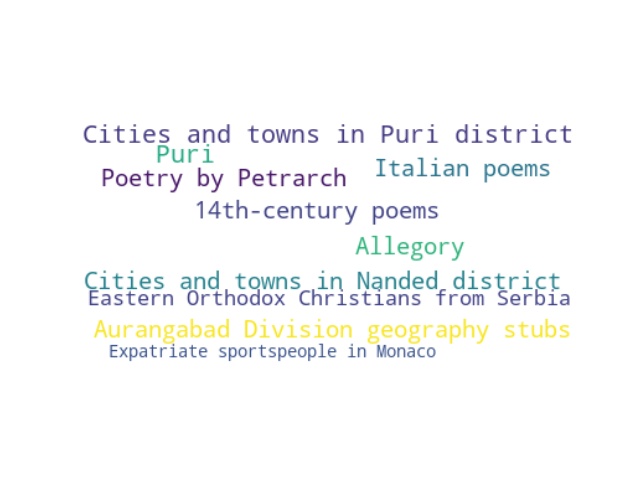 Cities and towns in Puri district
Puri
Italian poems
Poetry by Petrarch
14th-century poems
Allegory
Cities and towns in Nanded district
Eastern Orthodox Christians from Serbia
Aurangabad Division geography stubs
Expatriate sportspeople in Monaco